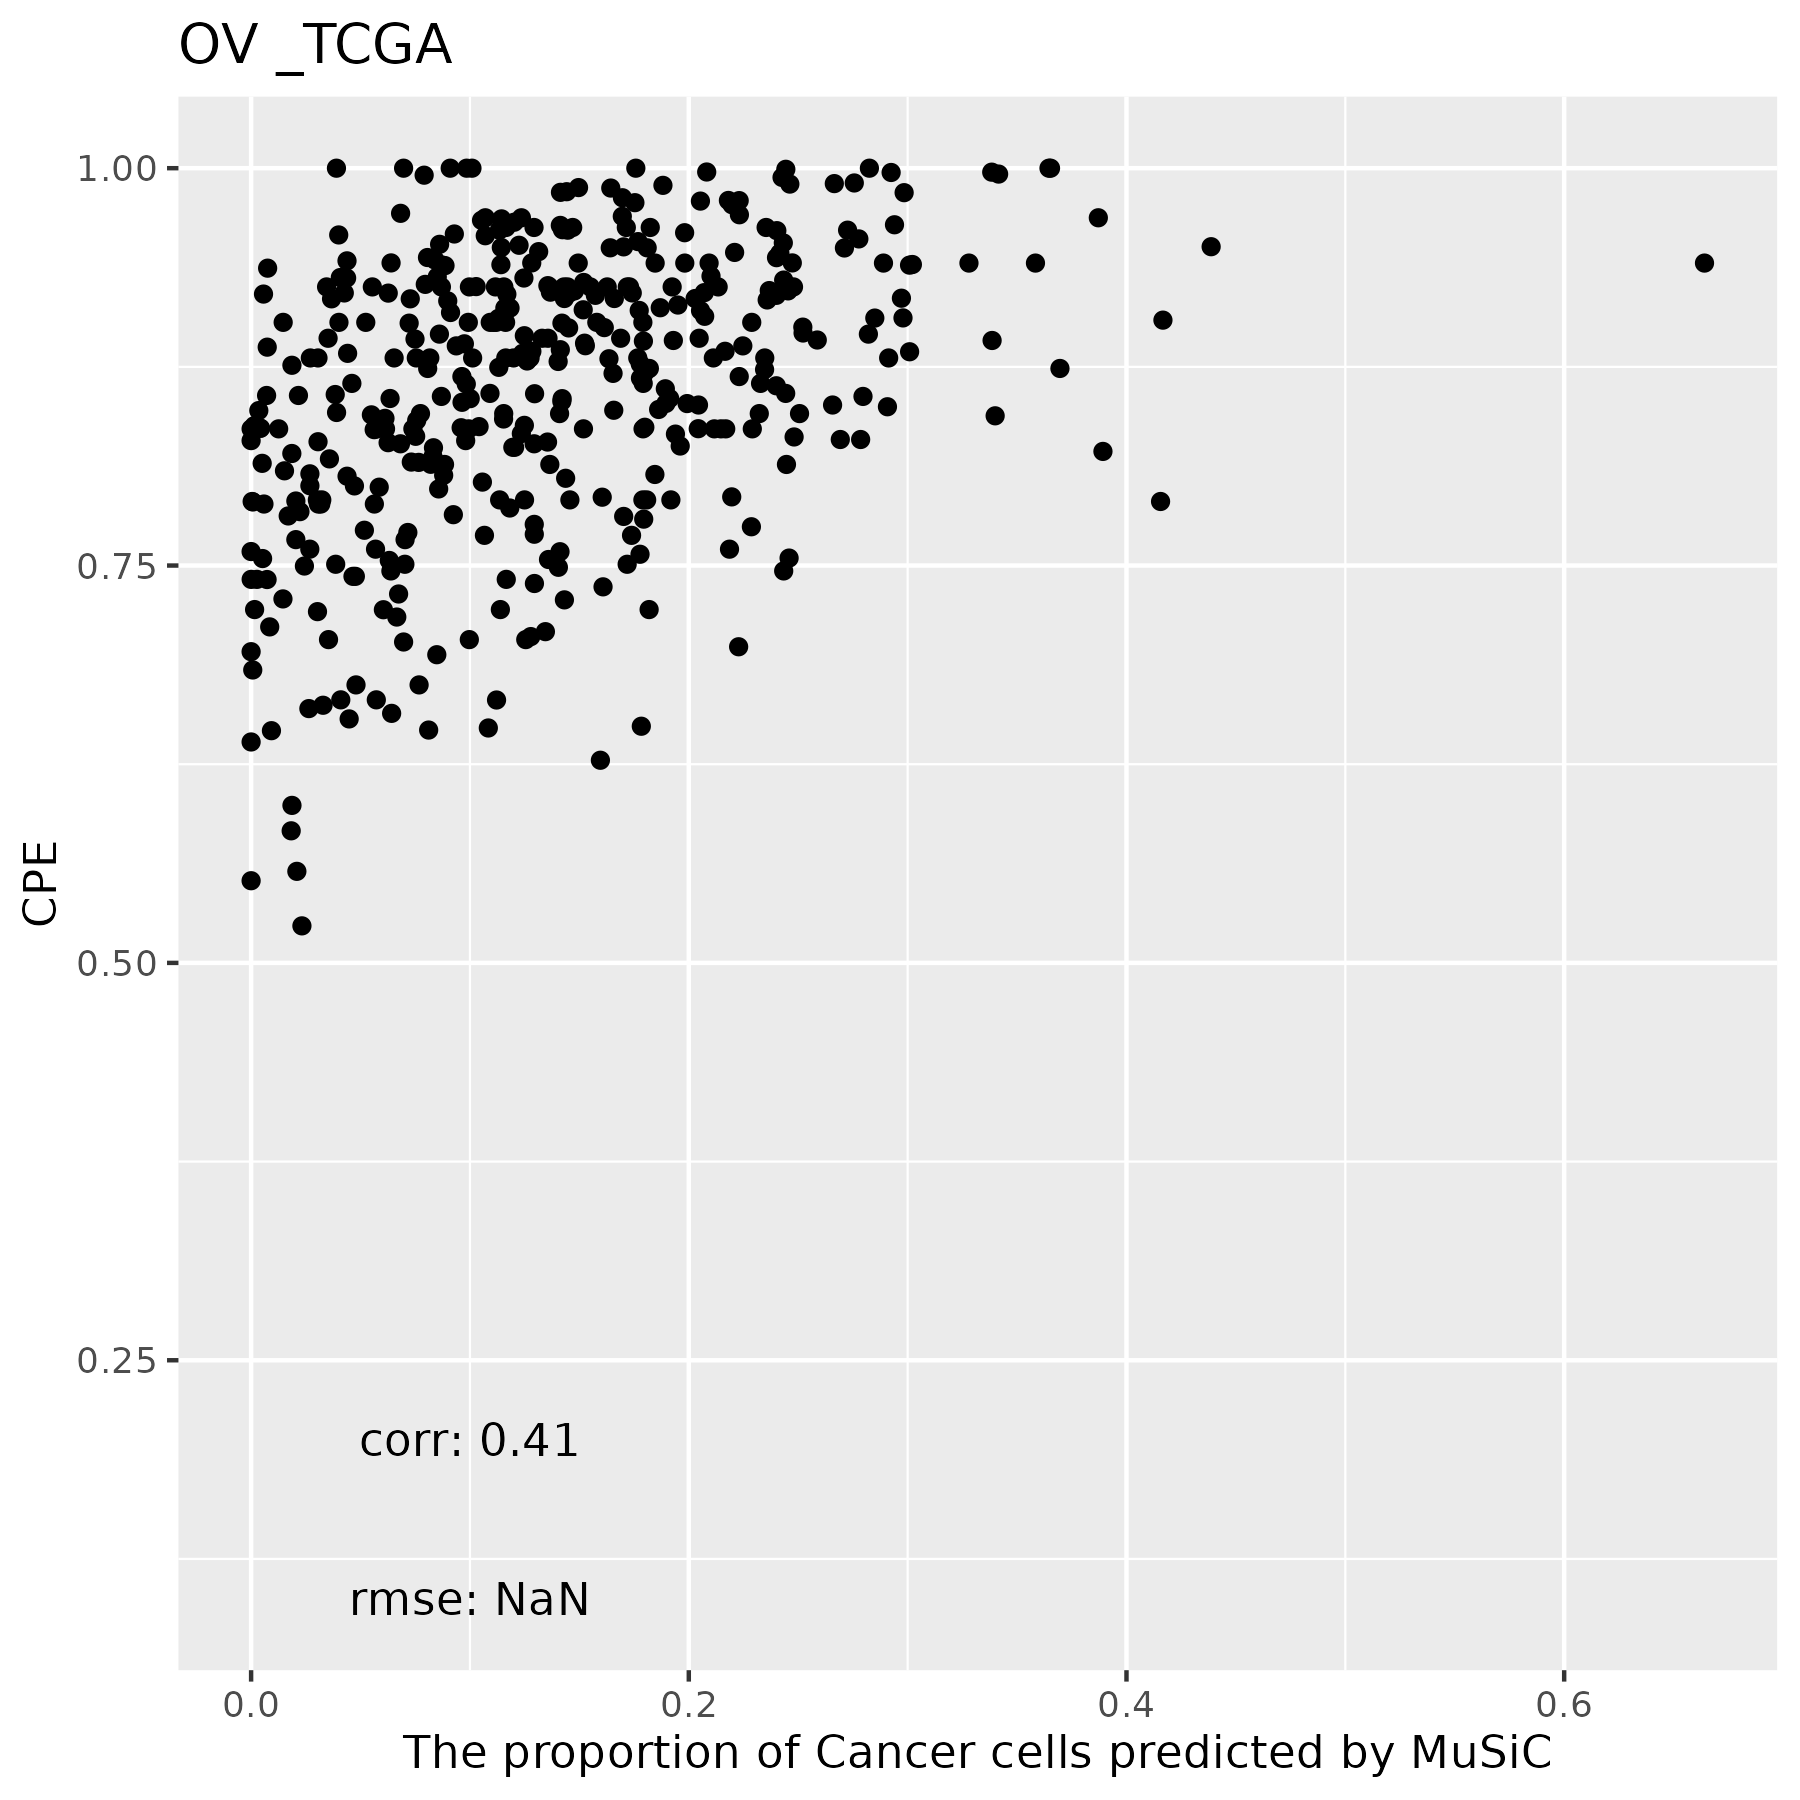 OV _TCGA
1.00
0.75
0.50
0.25
CPE
corr: 0.41
rmse: NaN
0.0 0.2 0.4 0.6
The proportion of Cancer cells predicted by MuSiC